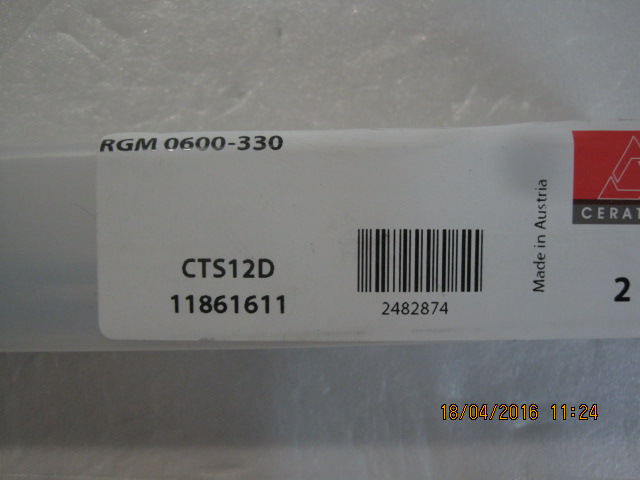 RGM 0600-330
CERAT
Made in Austria
CTS12D
11861611
2482874
2
18/04/2016 11:24